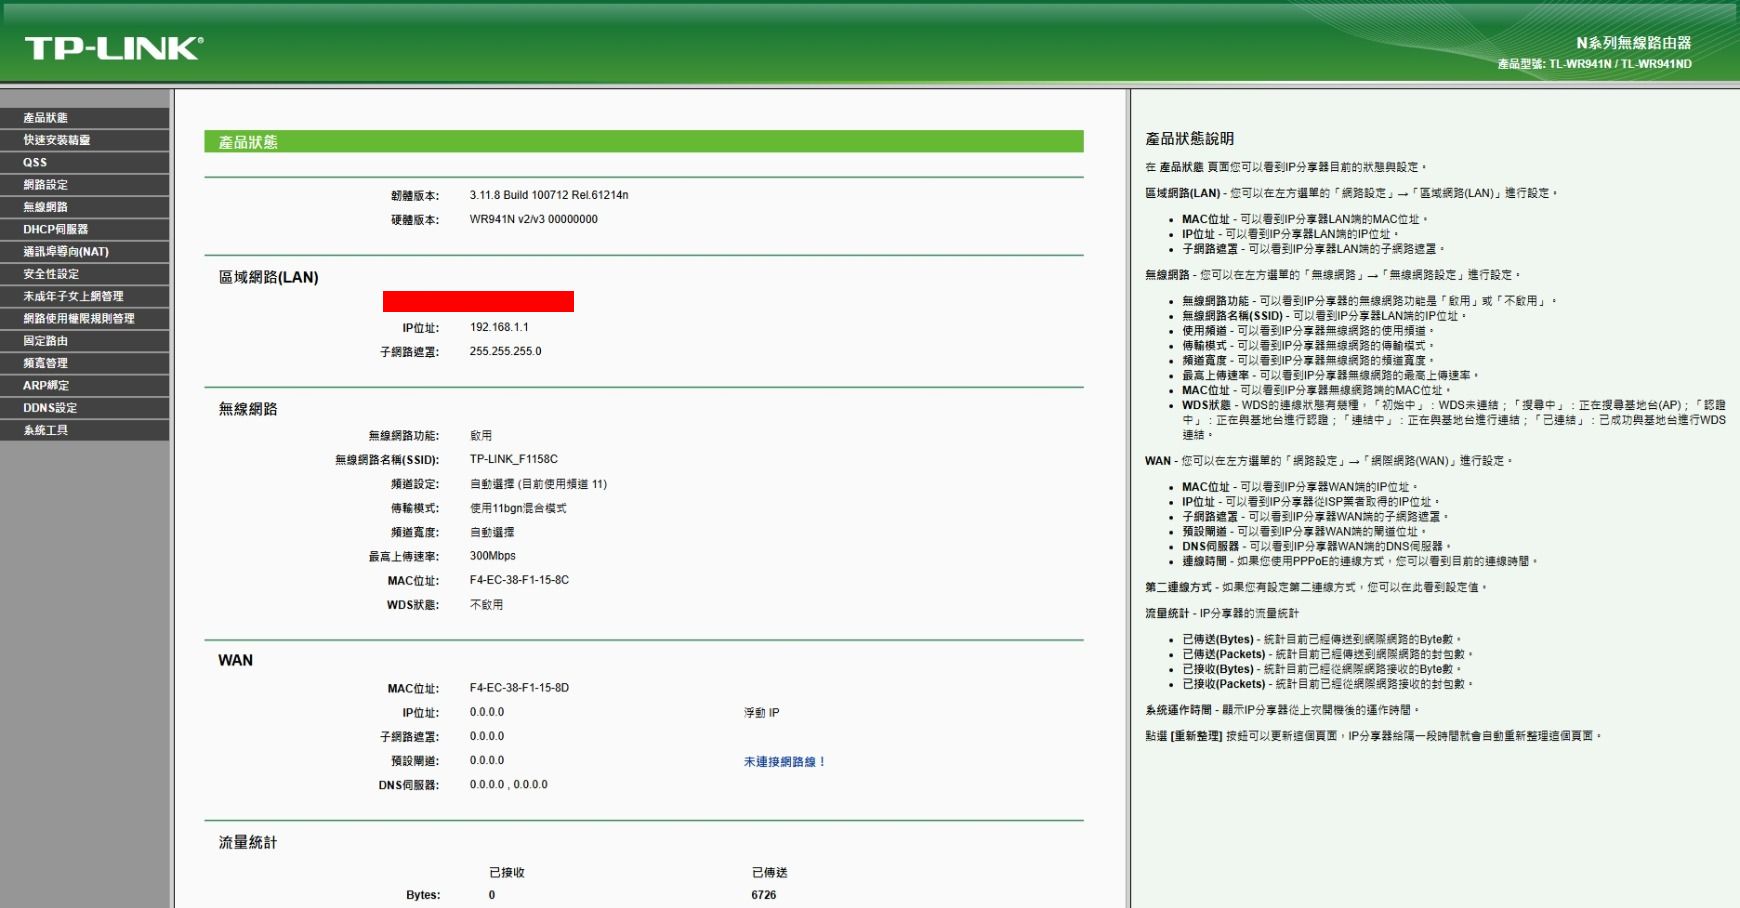 TP-LINK®
N系列無線路由器
產品型號: TL-WR941N / TL-WR941ND
產品狀態
快速安裝精靈
QSS
網路設定
無線網路
DHCP伺服器
通訊埠導向(NAT)
安全性設定
未成年子女上網管理
網路使用權限規則管理
固定路由
頻寬管理
ARP綁定
DDNS設定
系統工具
產品狀態
韌體版本: 3.11.8 Build 100712 Rel.61214n
硬體版本: WR941N v2/v3 00000000
區域網路(LAN)
IP位址: 192.168.1.1
子網路遮罩: 255.255.255.0
無線網路
無線網路功能: 啟用
無線網路名稱(SSID): TP-LINK_F1158C
頻道設定: 自動選擇 (目前使用頻道 11)
傳輸模式: 使用11bgn混合模式
頻道寬度: 自動選擇
最高上傳速率: 300Mbps
MAC位址: F4-EC-38-F1-15-8C
WDS狀態: 不啟用
WAN
MAC位址: F4-EC-38-F1-15-8D
IP位址: 0.0.0.0 浮動 IP
子網路遮罩: 0.0.0.0
預設閘道: 0.0.0.0 未連接網路線！
DNS伺服器: 0.0.0.0 , 0.0.0.0
流量統計
已接收 已傳送
Bytes: 0 6726
產品狀態說明
在 產品狀態 頁面您可以看到IP分享器目前的狀態與設定。
區域網路(LAN) - 您可以在左方選單的「網路設定」→「區域網路(LAN)」進行設定。
• MAC位址 - 可以看到IP分享器LAN端的MAC位址。
• IP位址 - 可以看到IP分享器LAN端的IP位址。
• 子網路遮罩 - 可以看到IP分享器LAN端的子網路遮罩。
無線網路 - 您可以在左方選單的「無線網路」→「無線網路設定」進行設定。
• 無線網路功能 - 可以看到IP分享器的無線網路功能是「啟用」或「不啟用」。
• 無線網路名稱(SSID) - 可以看到IP分享器LAN端的IP位址。
• 使用頻道 - 可以看到IP分享器無線網路的使用頻道。
• 傳輸模式 - 可以看到IP分享器無線網路的傳輸模式。
• 頻道寬度 - 可以看到IP分享器無線網路的頻道寬度。
• 最高上傳速率 - 可以看到IP分享器無線網路的最高上傳速率。
• MAC位址 - 可以看到IP分享器無線網路端的MAC位址。
• WDS狀態 - WDS的連線狀態有幾種，「初始中」：WDS未連結；「搜尋中」：正在搜尋基地台(AP)；「認證
中」：正在與基地台進行認證；「連結中」：正在與基地台進行連結；「已連結」：已成功與基地台進行WDS
連結。
WAN - 您可以在左方選單的「網路設定」→「網際網路(WAN)」進行設定。
• MAC位址 - 可以看到IP分享器WAN端的IP位址。
• IP位址 - 可以看到IP分享器從ISP業者取得的IP位址。
• 子網路遮罩 - 可以看到IP分享器WAN端的子網路遮罩。
• 預設閘道 - 可以看到IP分享器WAN端的閘道位址。
• DNS伺服器 - 可以看到IP分享器WAN端的DNS伺服器。
• 連線時間 - 如果您使用PPPoE的連線方式，您可以看到目前的連線時間。
第二連線方式 - 如果您有設定第二連線方式，您可以在此看到設定值。
流量統計 - IP分享器的流量統計
• 已傳送(Bytes) - 統計目前已經傳送到網際網路的Byte數。
• 已傳送(Packets) - 統計目前已經傳送到網際網路的封包數。
• 已接收(Bytes) - 統計目前已經從網際網路接收的Byte數。
• 已接收(Packets) - 統計目前已經從網際網路接收的封包數。
系統運作時間 - 顯示IP分享器從上次開機後的運作時間。
點選 [重新整理] 按鈕可以更新這個頁面，IP分享器給隔一段時間就會自動重新整理這個頁面。